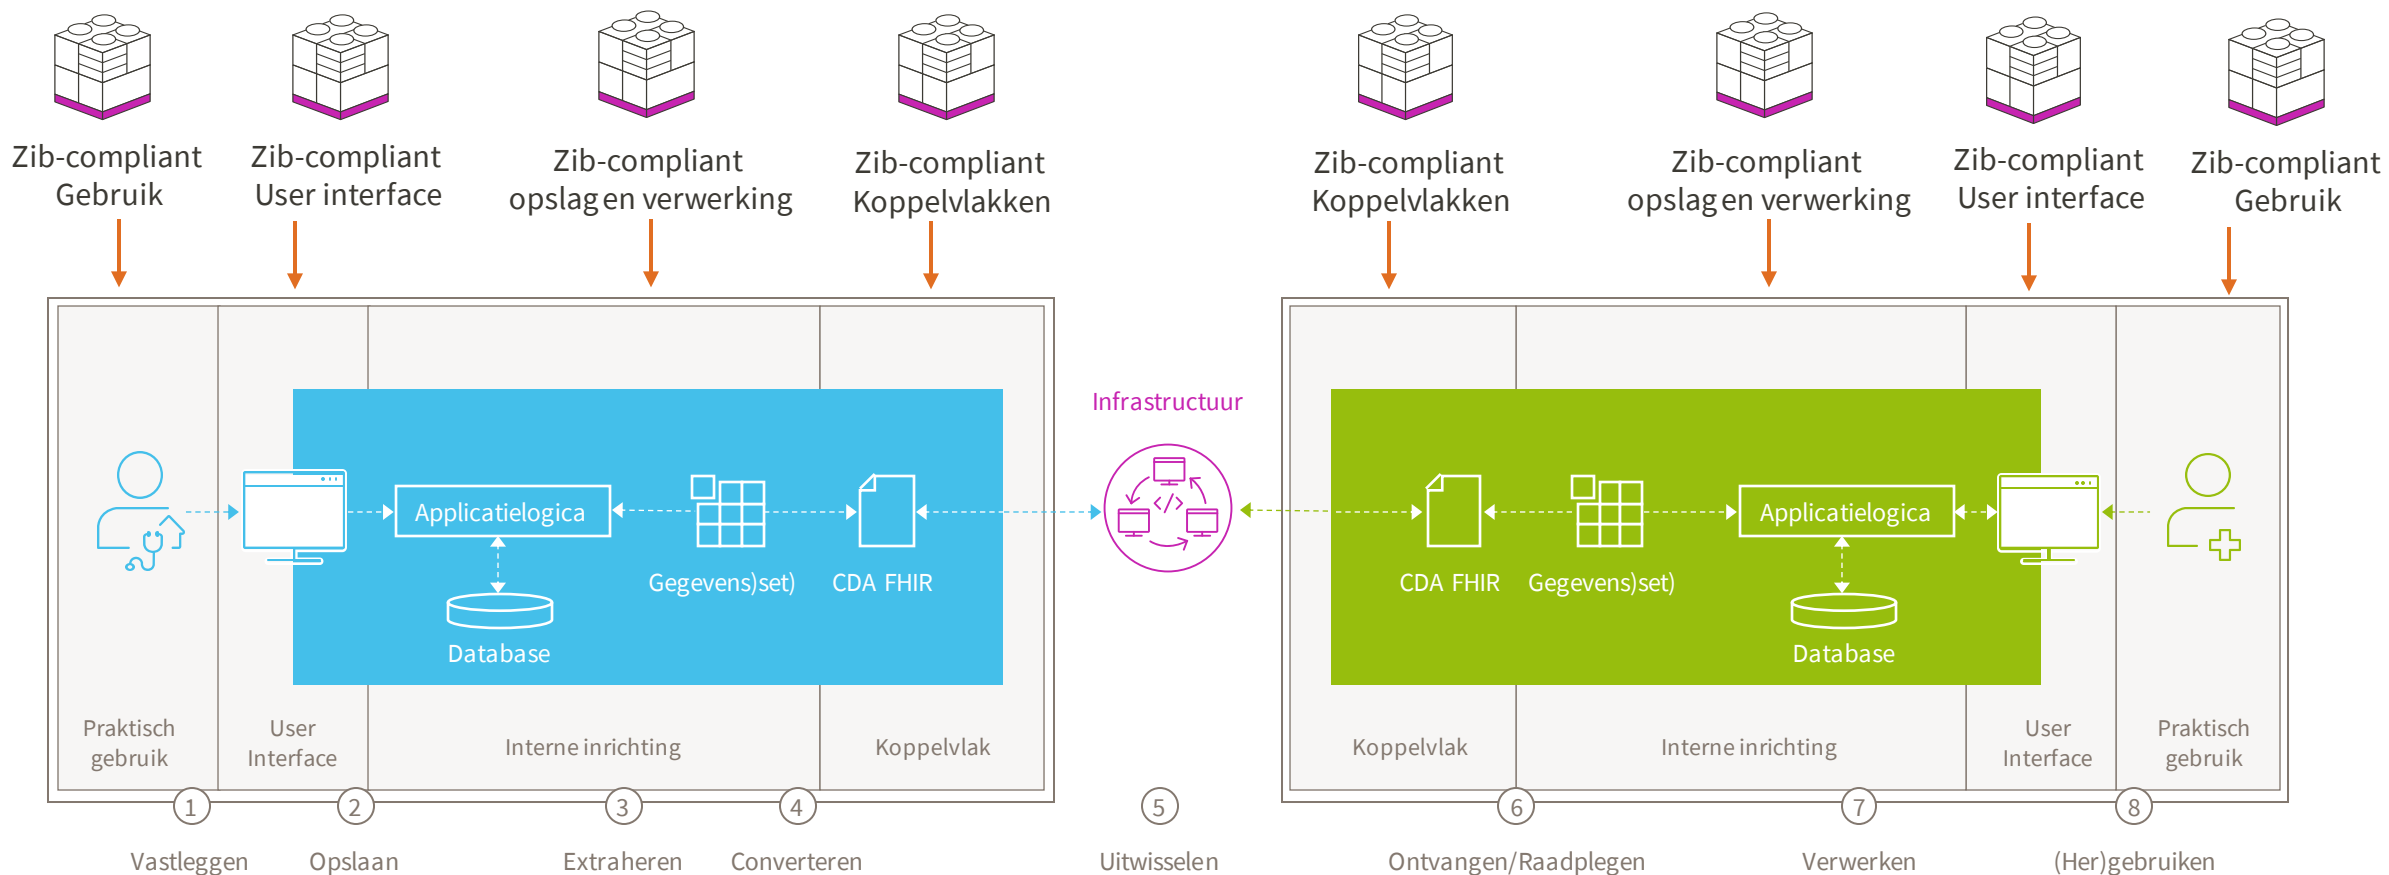 Zib-compliant
Gebruik
Zib-compliant
User interface
Zib-compliant
opslag en verwerking
Zib-compliant
Koppelvlakken
Zib-compliant
Koppelvlakken
Zib-compliant
opslag en verwerking
Zib-compliant
User interface
Zib-compliant
Gebruik
Applicatielogica
Database
Gegevens)set)
CDA FHIR
Infrastructuur
</>
CDA FHIR
Gegevens)set)
Applicatielogica
Database
Praktisch
gebruik
User
Interface
Interne inrichting
Koppelvlak
Koppelvlak
Interne inrichting
User
Interface
Praktisch
gebruik
1
Vastleggen
2
Opslaan
3
Extraheren
4
Converteren
5
Uitwisselen
6
Ontvangen/Raadplegen
7
Verwerken
8
(Her)gebruiken